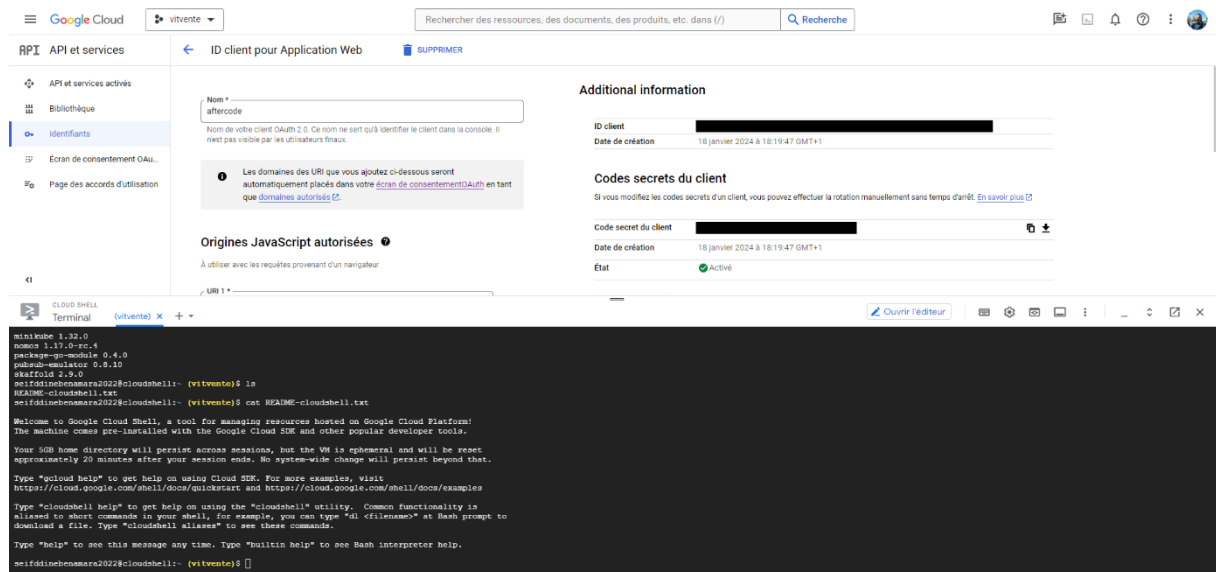 Google Cloud
vitvente
Rechercher des ressources, des documents, des produits, etc. dans (/)
Recherche
API API et services
ID client pour Application Web
SUPPRIMER
API et services activés
Bibliothèque
Identifiants
Écran de consentement OAu...
Page des accords d'utilisation
Nom *
aftercode
Nom de votre client OAuth 2.0. Ce nom ne sert qu'à identifier le client dans la console. Il
n'est pas visible par les utilisateurs finaux.
Les domaines des URI que vous ajoutez ci-dessous seront
automatiquement placés dans votre écran de consentementOAuth en tant
que domaines autorisés.
Origines JavaScript autorisées
À utiliser avec les requêtes provenant d'un navigateur
URI 1 *
Additional information
ID client
Date de création 18 janvier 2024 à 18:19:47 GMT+1
Codes secrets du client
Si vous modifiez les codes secrets d'un client, vous pouvez effectuer la rotation manuellement sans temps d'arrêt. En savoir plus
Code secret du client
Date de création 18 janvier 2024 à 18:19:47 GMT+1
État Activé
CLOUD SHELL
Terminal (vitvente) × + Ouvrir l'éditeur
minikube 1.32.0
nomos 1.17.0-rc.4
package-go-module 0.4.0
pubsub-emulator 0.8.10
skaffold 2.9.0
seifddinebenamara2022@cloudshell:~ (vitvente)$ ls
README-cloudshell.txt
seifddinebenamara2022@cloudshell:~ (vitvente)$ cat README-cloudshell.txt
Welcome to Google Cloud Shell, a tool for managing resources hosted on Google Cloud Platform!
The machine comes pre-installed with the Google Cloud SDK and other popular developer tools.
Your 5GB home directory will persist across sessions, but the VM is ephemeral and will be reset
approximately 20 minutes after your session ends. No system-wide change will persist beyond that.
Type "gcloud help" to get help on using Cloud SDK. For more examples, visit
https://cloud.google.com/shell/docs/quickstart and https://cloud.google.com/shell/docs/examples
Type "cloudshell help" to get help on using the "cloudshell" utility. Common functionality is
aliased to short commands in your shell, for example, you can type "dl <filename>" at Bash prompt to
download a file. Type "cloudshell aliases" to see these commands.
Type "help" to see this message any time. Type "builtin help" to see Bash interpreter help.
seifddinebenamara2022@cloudshell:~ (vitvente)$